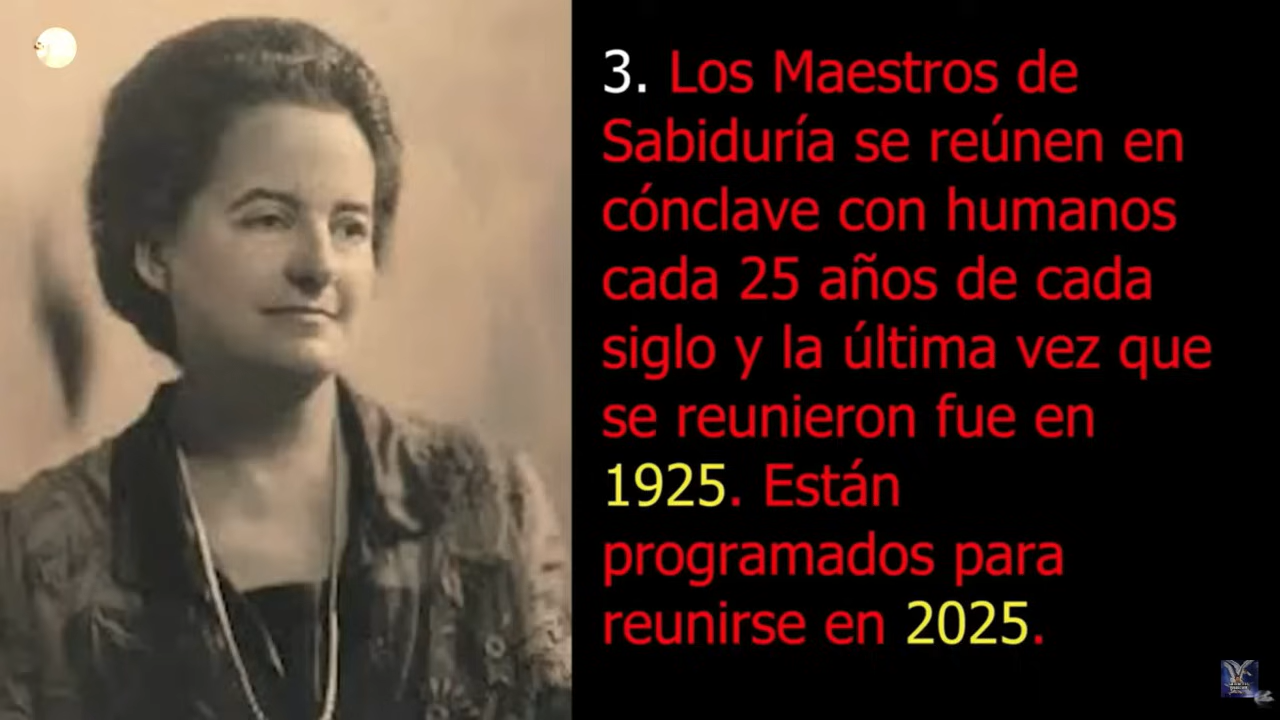 3. Los Maestros de
Sabiduría se reúnen en
cónclave con humanos
cada 25 años de cada
siglo y la última vez que
se reunieron fue en
1925. Están
programados para
reunirse en 2025.